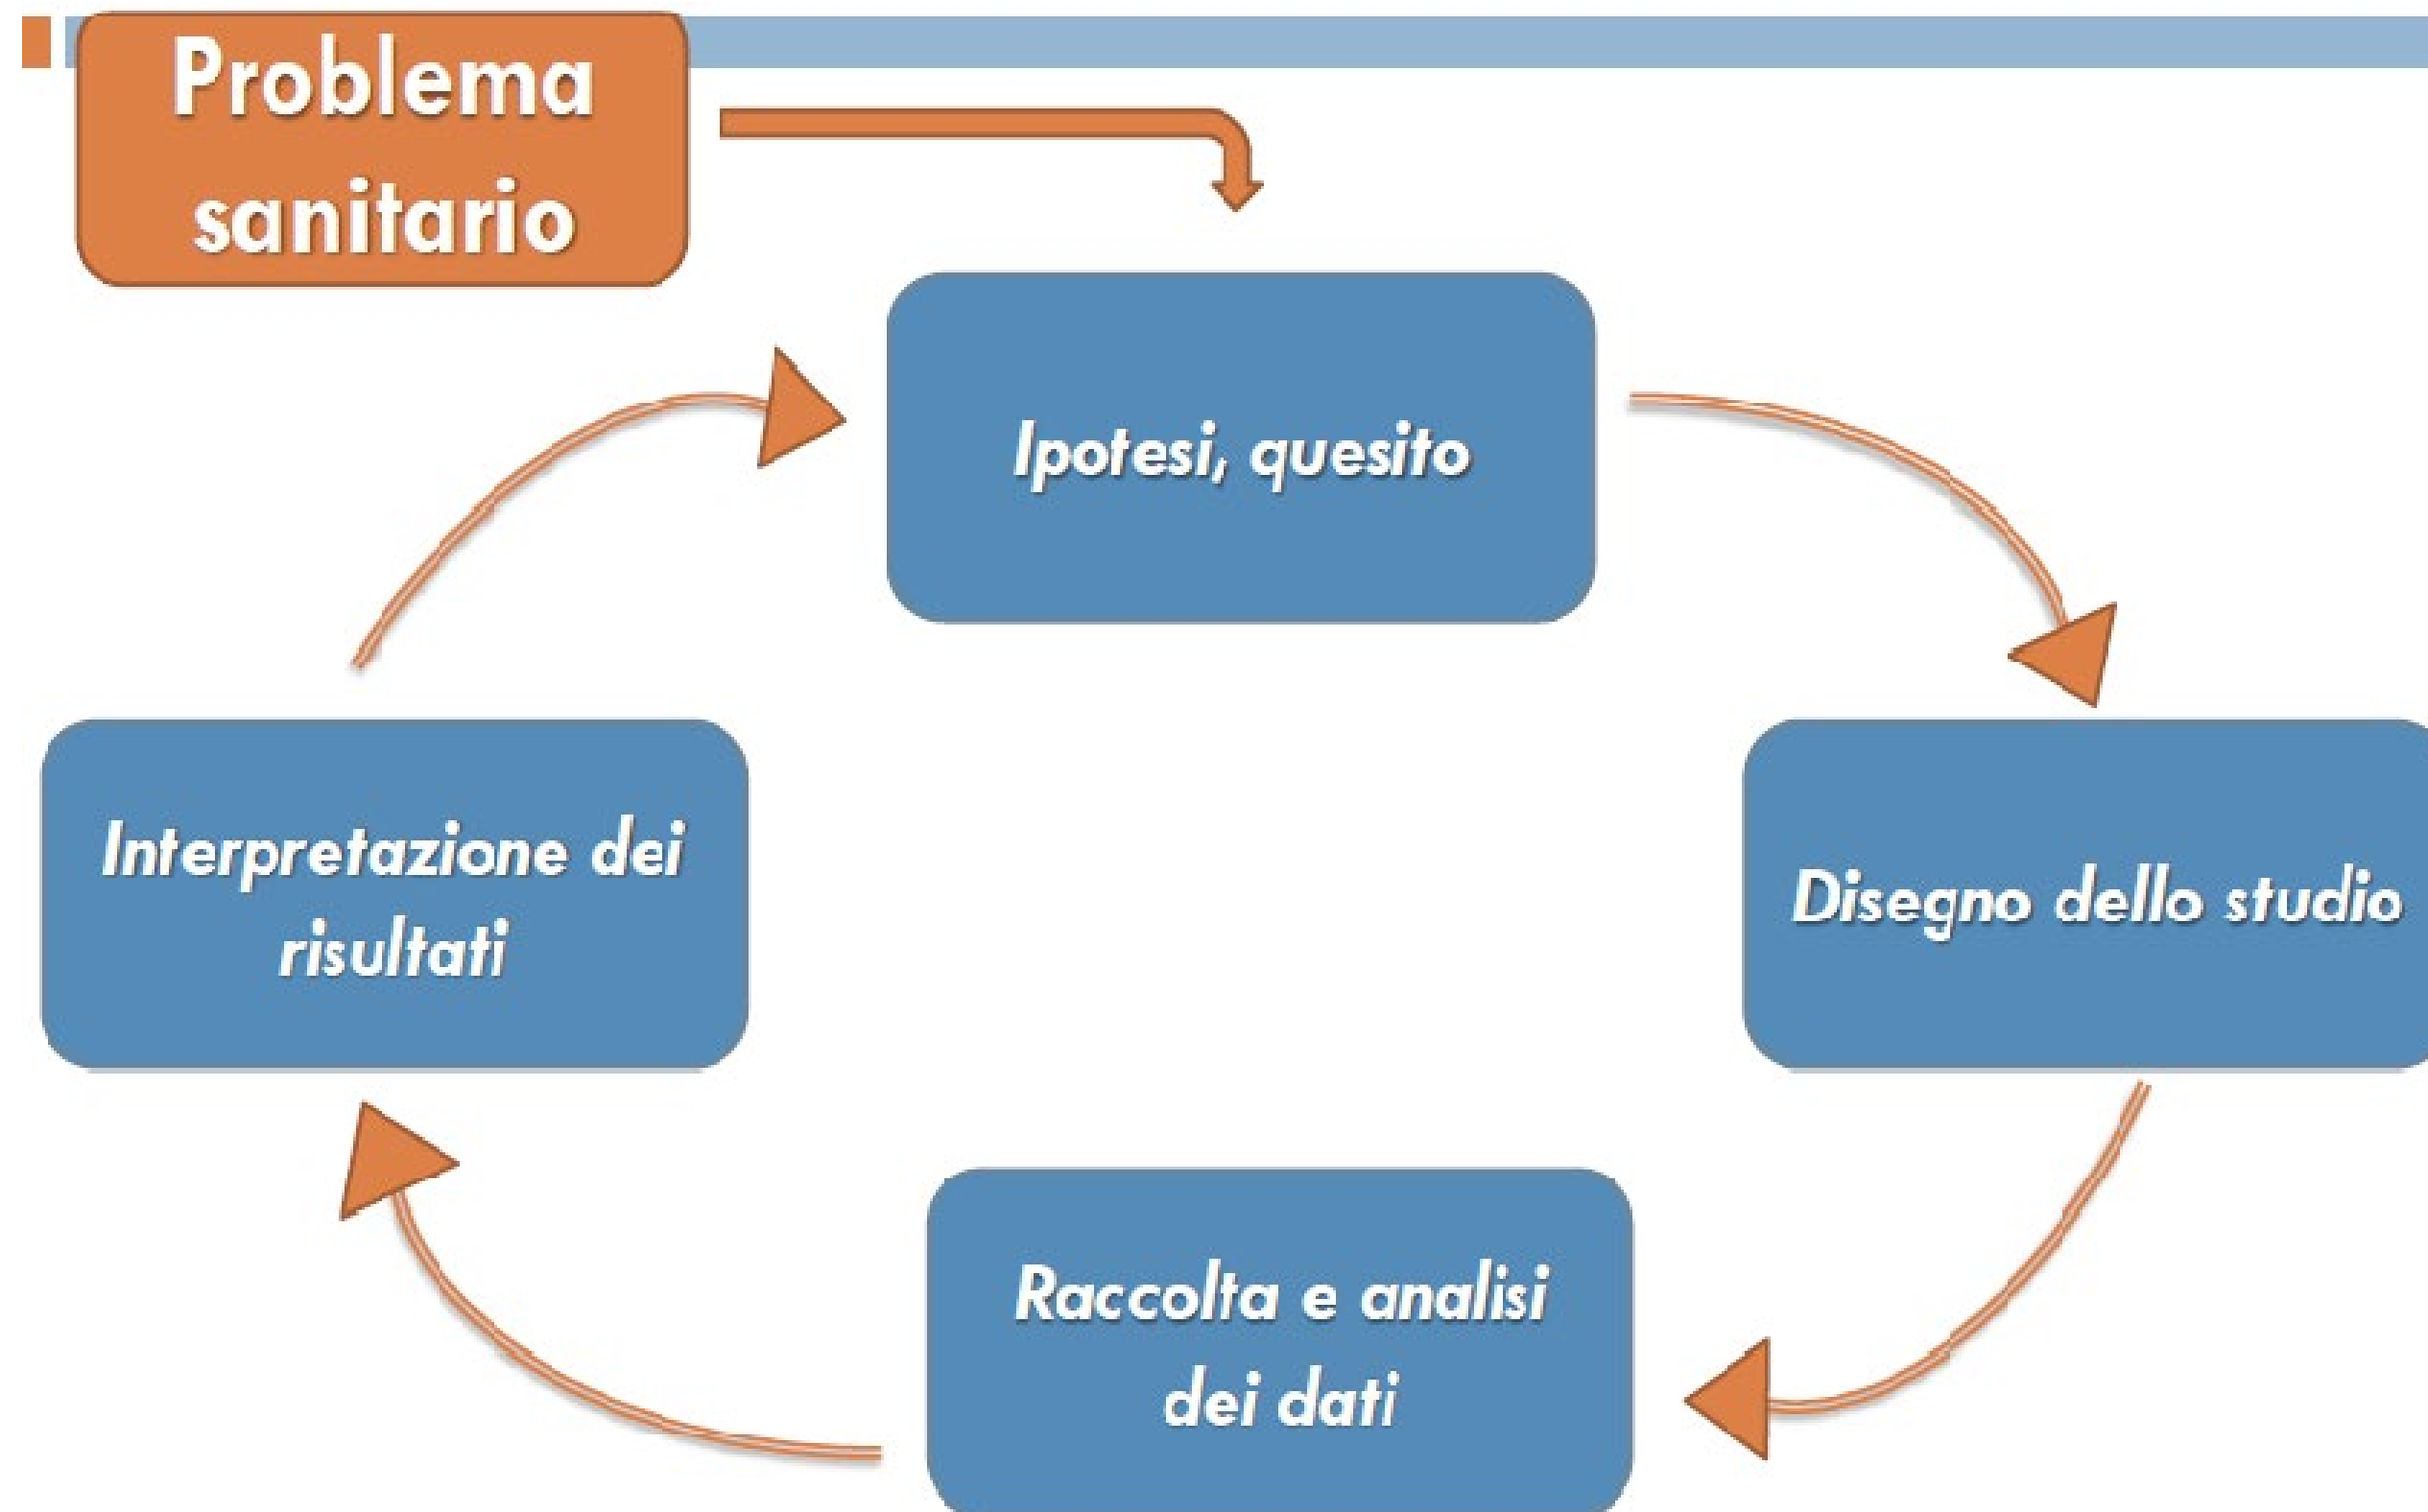 Problema
sanitario
Ipotesi, quesito
Interpretazione dei
risultati
Disegno dello studio
Raccolta e analisi
dei dati